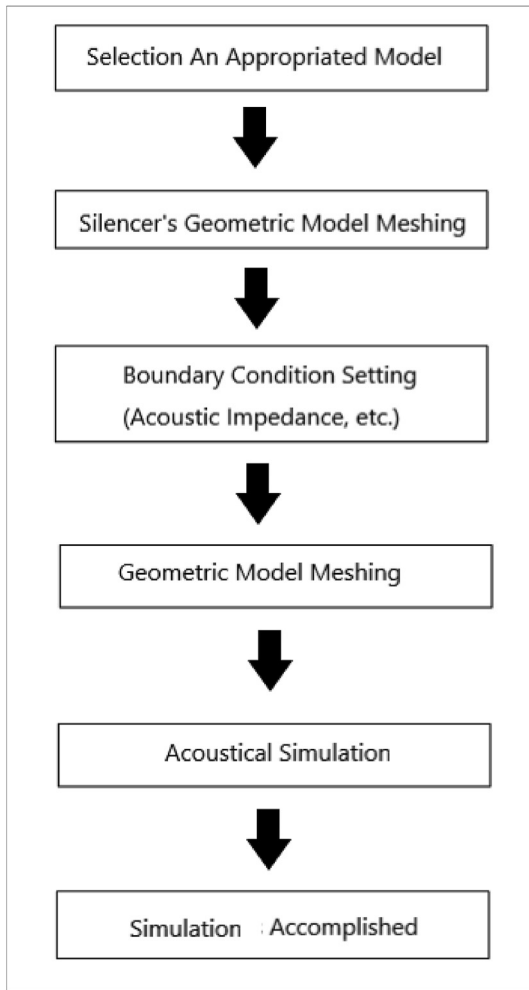 Selection An Appropriated Model
Silencer's Geometric Model Meshing
Boundary Condition Setting
(Acoustic Impedance, etc.)
Geometric Model Meshing
Acoustical Simulation
Simulation Accomplished